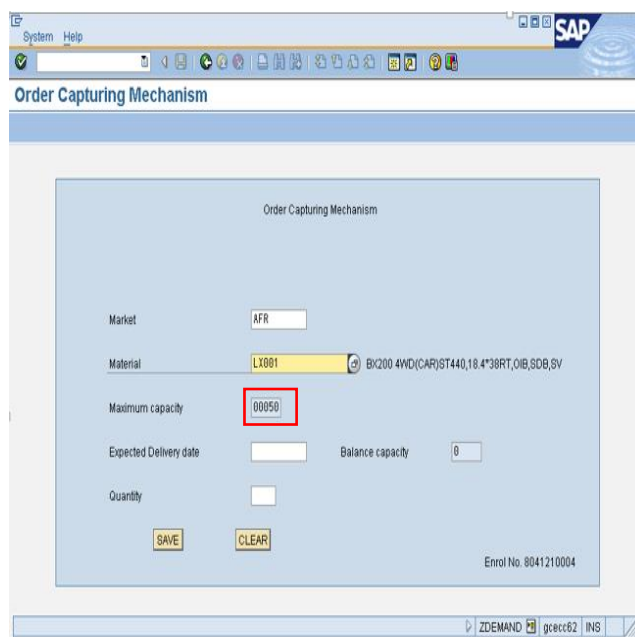 System Help
SAP
Order Capturing Mechanism
Order Capturing Mechanism
Market AFR
Material LX001 BX200 4WD(CAR)ST440,18.4*38RT,OIB,SDB,SV
Maximum capacity 00050
Expected Delivery date Balance capacity 0
Quantity
SAVE CLEAR
Enrol No. 8041210004
ZDEMAND gcecc62 INS